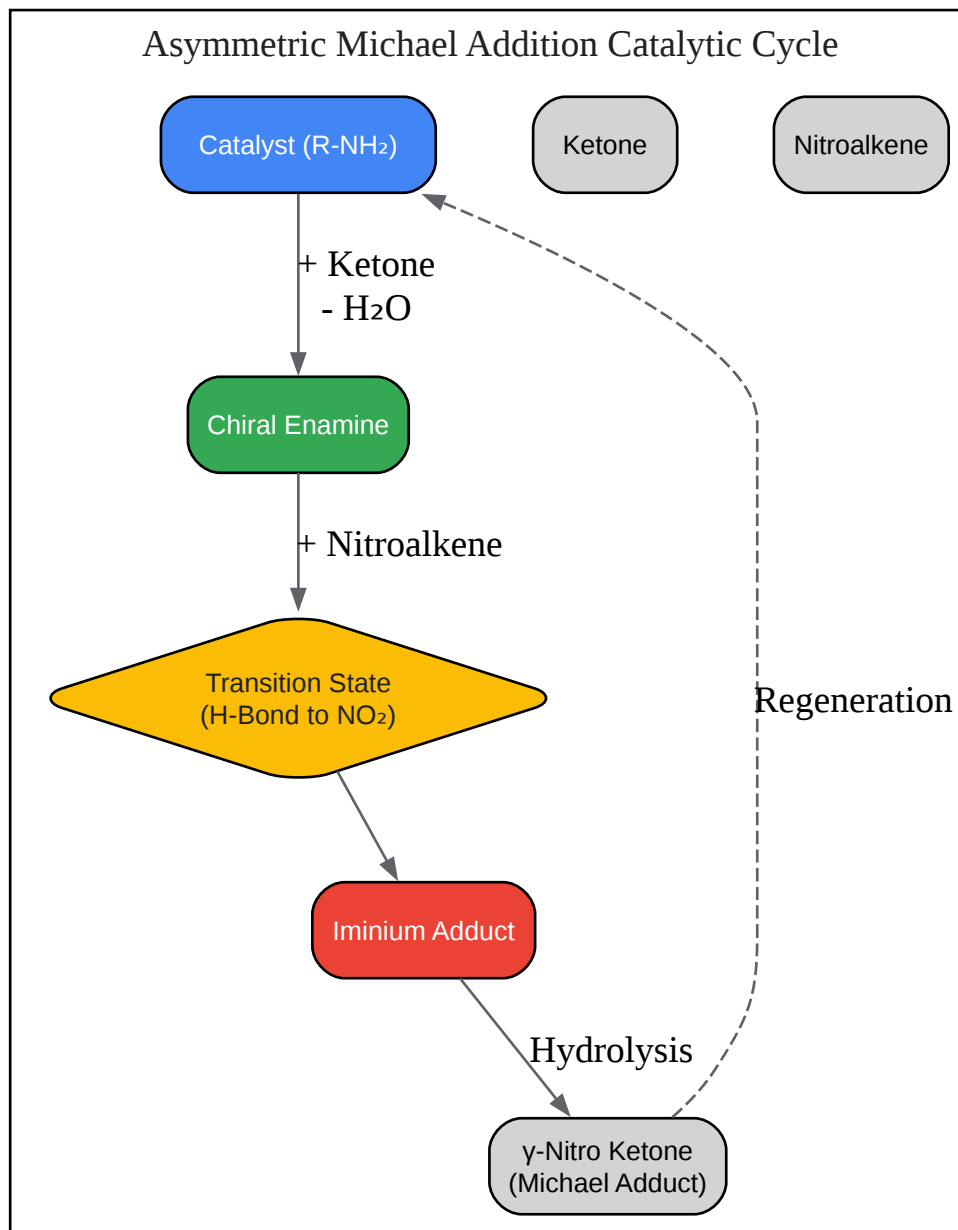 Asymmetric Michael Addition Catalytic Cycle
Catalyst (R-NH₂)
Ketone
Nitroalkene
+ Ketone
- H₂O
Chiral Enamine
+ Nitroalkene
Transition State
(H-Bond to NO₂)
Regeneration
Iminium Adduct
Hydrolysis
γ-Nitro Ketone
(Michael Adduct)